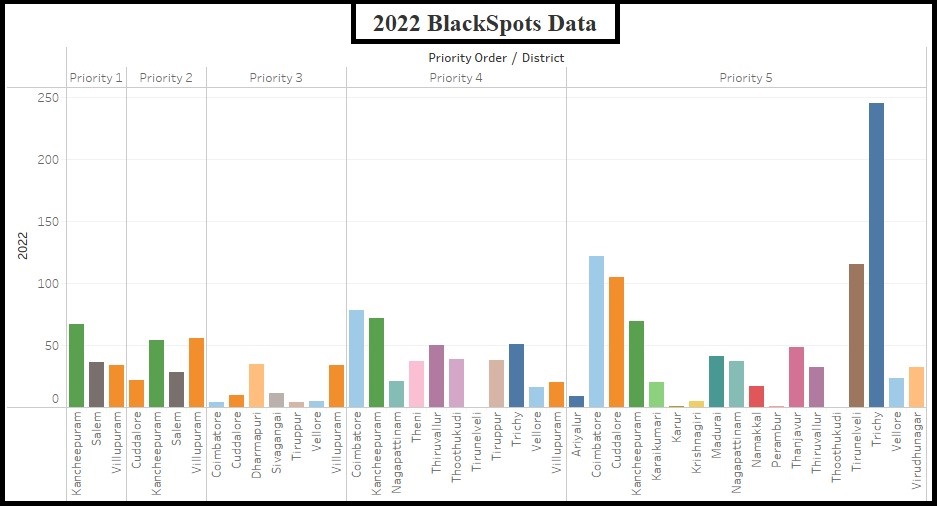 2022 BlackSpots Data
Priority Order / District
Priority 1
Priority 2
Priority 3
Priority 4
Priority 5
250
200
150
100
50
0
2022
Kancheepuram
Salem
Villupuram
Cuddalore
Kancheepuram
Salem
Villupuram
Coimbatore
Cuddalore
Dharmapuri
Sivagangai
Tiruppur
Vellore
Villupuram
Coimbatore
Kancheepuram
Nagapattinam
Theni
Thiruvallur
Thoothukudi
Tirunelveli
Tiruppur
Trichy
Vellore
Villupuram
Ariyalur
Coimbatore
Cuddalore
Kancheepuram
Karaikumari
Karur
Krishnagiri
Madurai
Nagapattinam
Namakkal
Perambur
Thanjavur
Thiruvallur
Thoothukudi
Tirunelveli
Trichy
Vellore
Virudhunagar